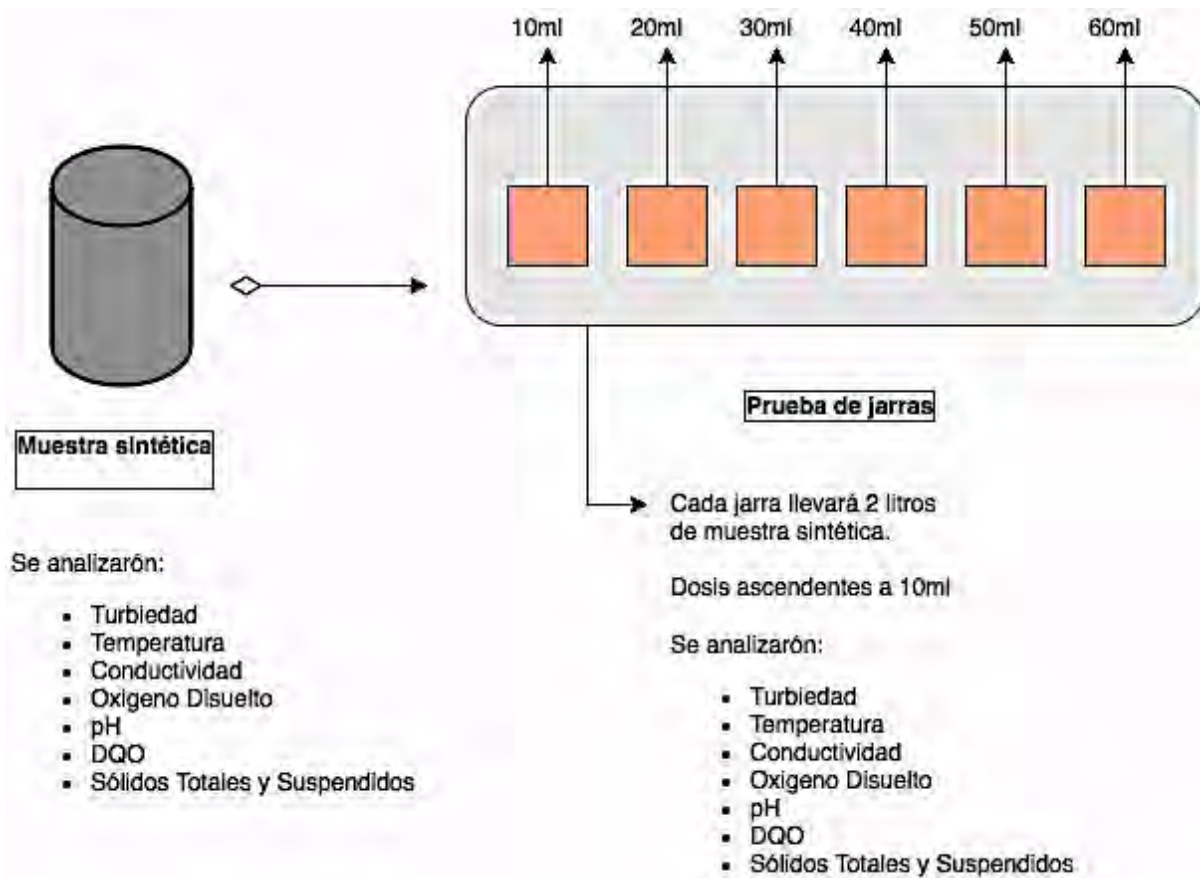 10ml 20ml 30ml 40ml 50ml 60ml
Muestra sintética
Se analizarón:
Turbiedad
Temperatura
Conductividad
Oxigeno Disuelto
pH
DQO
Sólidos Totales y Suspendidos
Prueba de jarras
Cada jarra llevará 2 litros
de muestra sintética.
Dosis ascendentes a 10ml
Se analizarón:
Turbiedad
Temperatura
Conductividad
Oxigeno Disuelto
pH
DQO
Sólidos Totales y Suspendidos